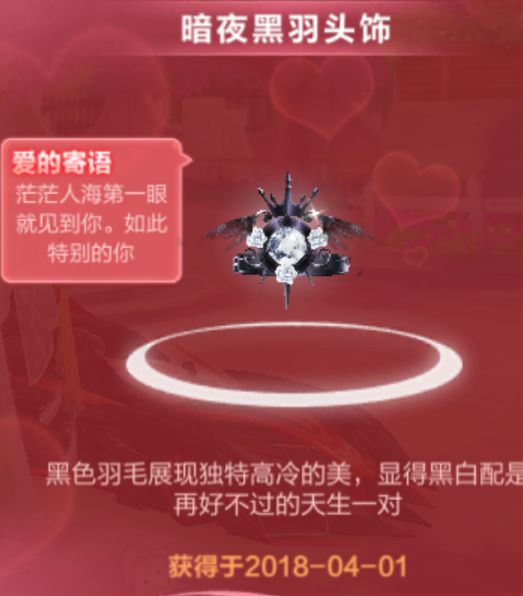 暗夜黑羽头饰
爱的寄语
茫茫人海第一眼
就见到你。如此
特别的你
黑色羽毛展现独特高冷的美，显得黑白配是
再好不过的天生一对
获得于2018-04-01